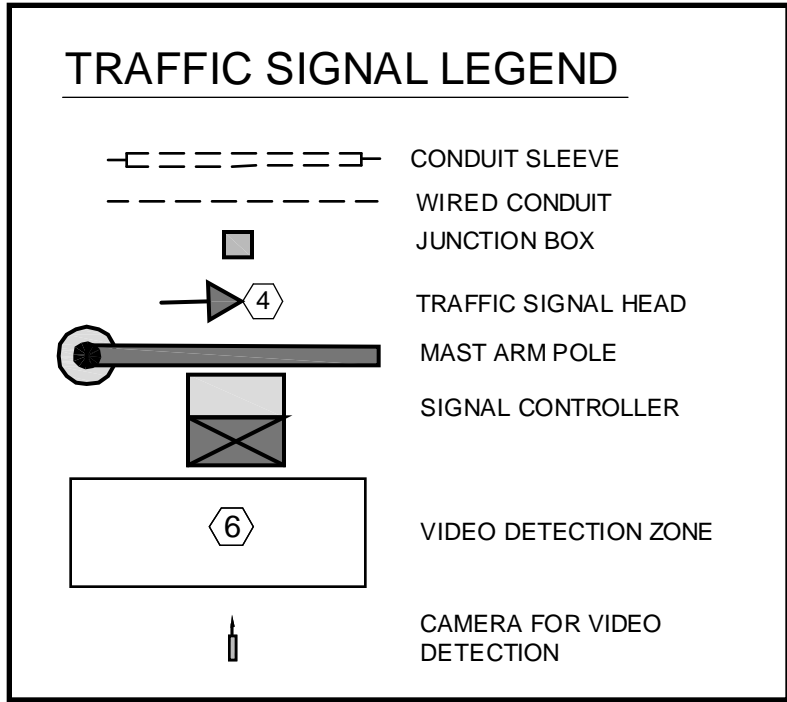 TRAFFIC SIGNAL LEGEND
CONDUIT SLEEVE
WIRED CONDUIT
JUNCTION BOX
4
TRAFFIC SIGNAL HEAD
MAST ARM POLE
SIGNAL CONTROLLER
6
VIDEO DETECTION ZONE
CAMERA FOR VIDEO
DETECTION